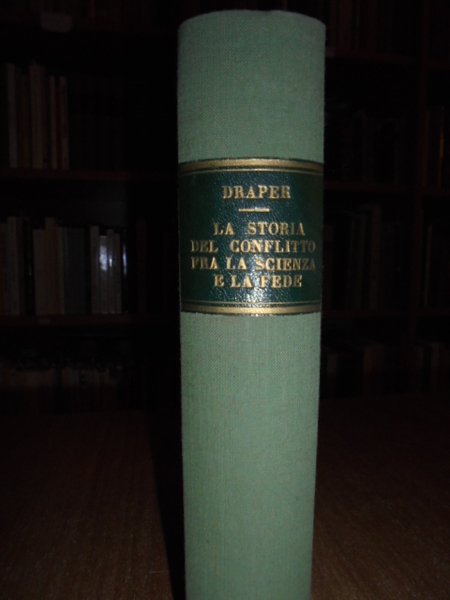 DRAPER
LA STORIA
DEL CONFLITTO
FRA LA SCIENZA
E LA FEDE